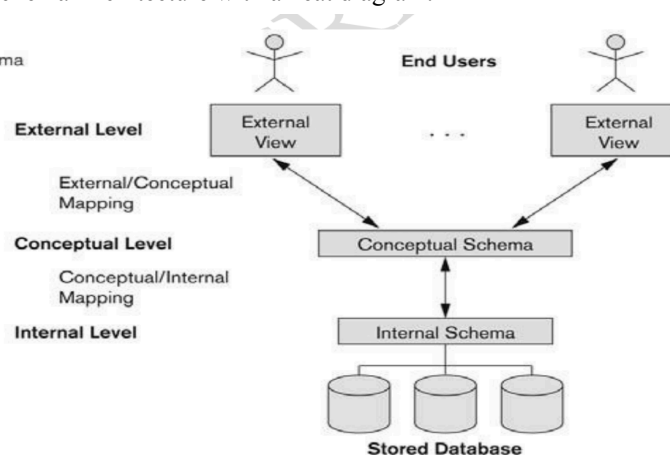 End Users
External Level
External
View
. . .
External
View
External/Conceptual
Mapping
Conceptual Level
Conceptual Schema
Conceptual/Internal
Mapping
Internal Level
Internal Schema
Stored Database